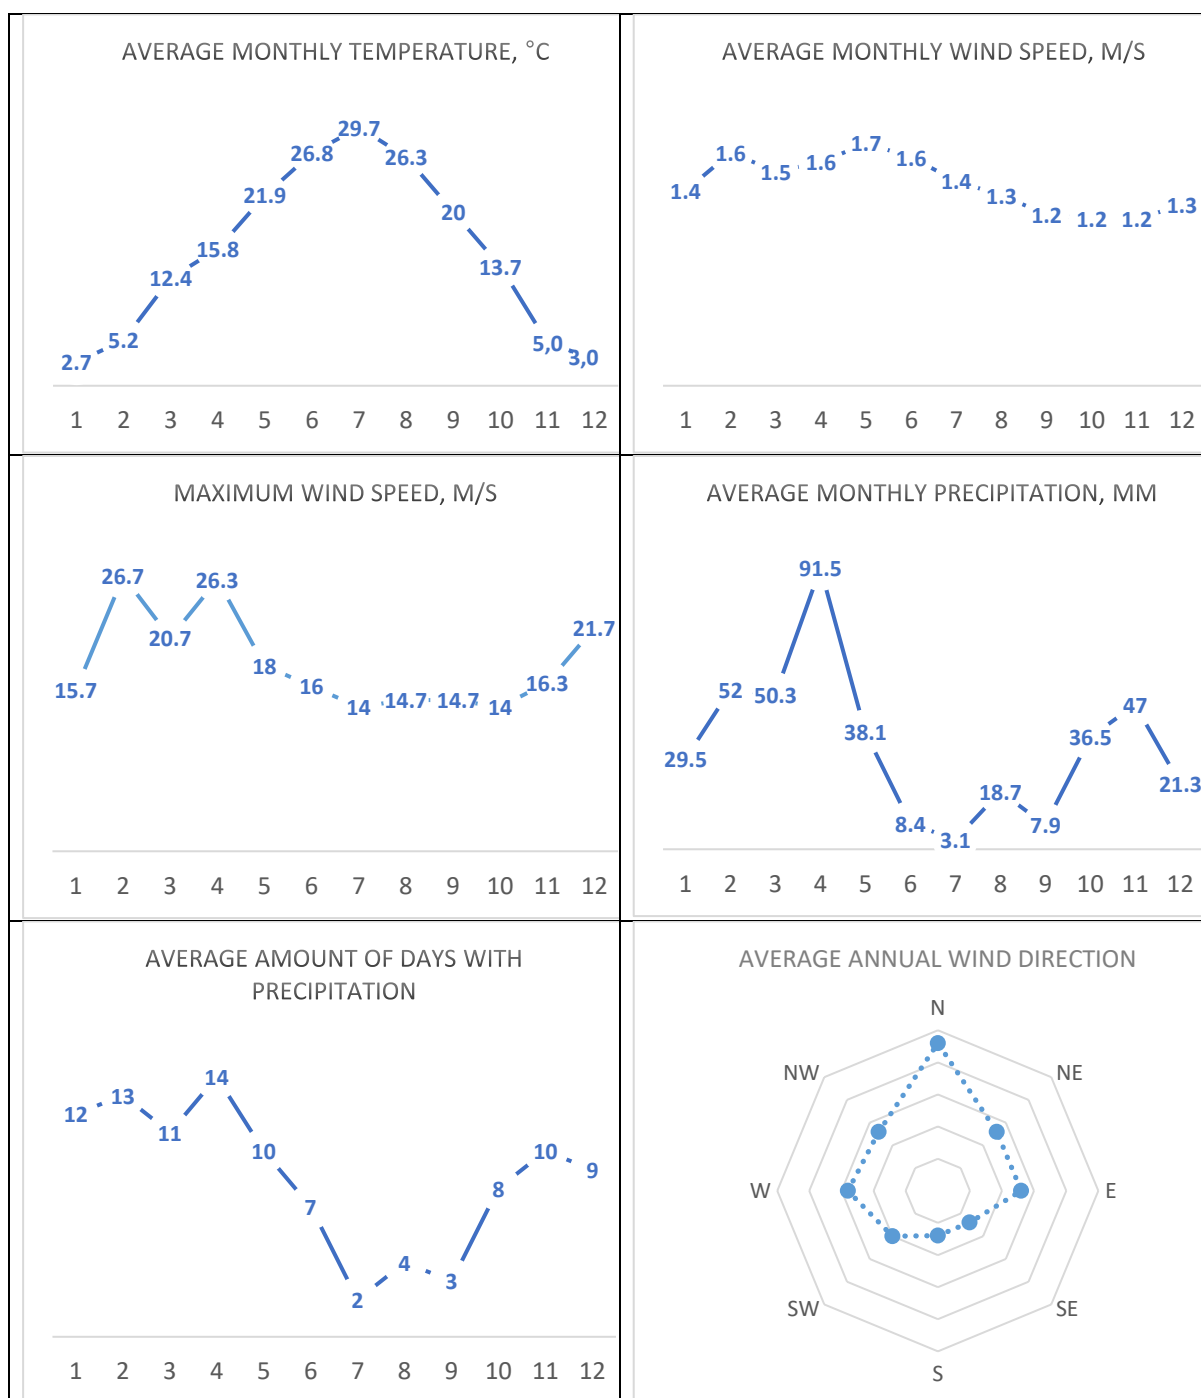 AVERAGE MONTHLY TEMPERATURE, °C
29.7
26.8
26.3
21.9
20
15.8
13.7
12.4
5.2
5,0
3,0
2.7
1 2 3 4 5 6 7 8 9 10 11 12
AVERAGE MONTHLY WIND SPEED, M/S
1.4 1.6 1.5 1.6 1.7 1.6 1.4 1.3 1.2 1.2 1.2 1.3
1 2 3 4 5 6 7 8 9 10 11 12
MAXIMUM WIND SPEED, M/S
15.7 26.7 20.7 26.3 18 16 14 14.7 14.7 14 16.3 21.7
1 2 3 4 5 6 7 8 9 10 11 12
AVERAGE MONTHLY PRECIPITATION, MM
29.5 52 50.3 91.5 38.1 8.4 3.1 18.7 7.9 36.5 47 21.3
1 2 3 4 5 6 7 8 9 10 11 12
AVERAGE AMOUNT OF DAYS WITH
PRECIPITATION
12 13 11 14 10 7 2 4 3 8 10 9
1 2 3 4 5 6 7 8 9 10 11 12
AVERAGE ANNUAL WIND DIRECTION
N
NW NE
W E
SW SE
S